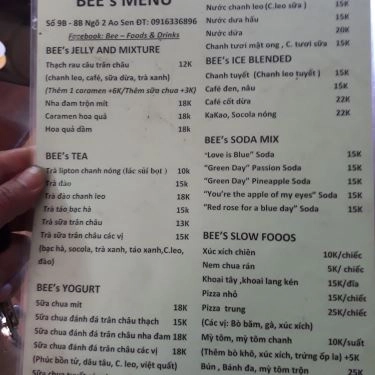 BEE'S MENU
Số 9B - 8B Ngõ 2 Ao Sen ĐT: 0916336896
Facebook: Bee – Foods & Drinks
BEE's JELLY AND MIXTURE
Thạch rau câu trân châu 12K
(chanh leo, café, sữa dừa, trà xanh)
(Thêm 1 caramen +6K/Thêm sữa chua +3K)
Nha đam trộn mít 18K
Caramen hoa quả 18K
Hoa quả dầm 18K
BEE's TEA
Trà lipton chanh nóng (lắc sủi bọt) 10k
Trà đào 15k
Trà đào chanh leo 18K
Trà táo bạc hà 15k
Trà sữa trân châu 13K
Trà sữa trân châu các vị 15K
(bạc hà, socola, trà xanh, táo xanh,C.leo,
đào)
BEE's YOGURT
Sữa chua mít 18K
Sữa chua đánh đá trân châu thạch 15K
Sữa chua đánh đá trân châu nha đam 18K
Sữa chua đánh đá trân châu các vị 18K
(Phúc bồn tử, dâu tây, C. leo, việt quất)
Nước chanh leo (C.leo sữa ) 15K
Nước dưa hấu 15K
Nước dừa 20K
Chanh tươi mật ong , C. tươi sữa 15K
BEE's ICE BLENDED
Chanh tuyết (Chanh leo tuyết ) 15K
Café đen, nâu 15K
Café cốt dừa 22K
KaKao, Socola nóng 22K
BEE's SODA MIX
"Love is Blue" Soda 15K
"Green Day" Passion Soda 15K
"Green Day" Pineapple Soda 15K
"You're the apple of my eyes" Soda 15K
"Red rose for a blue day" Soda 15K
BEE'S SLOW FOOOS
Xúc xích chiên 10K/chiếc
Nem chua rán 5K/ chiếc
Khoai tây ,khoai lang kén 15K/đĩa
Pizza nhỏ 15K/chiếc
Pizza trung 25K/chiếc
(Các vị: Bò băm, gà, xúc xích)
Mỳ tôm, mỳ tôm chanh 10K/suất
(Thêm bò khô, xúc xích, trứng ốp la) +5K
Bún , Bánh đa, mỳ tôm trộn 25K